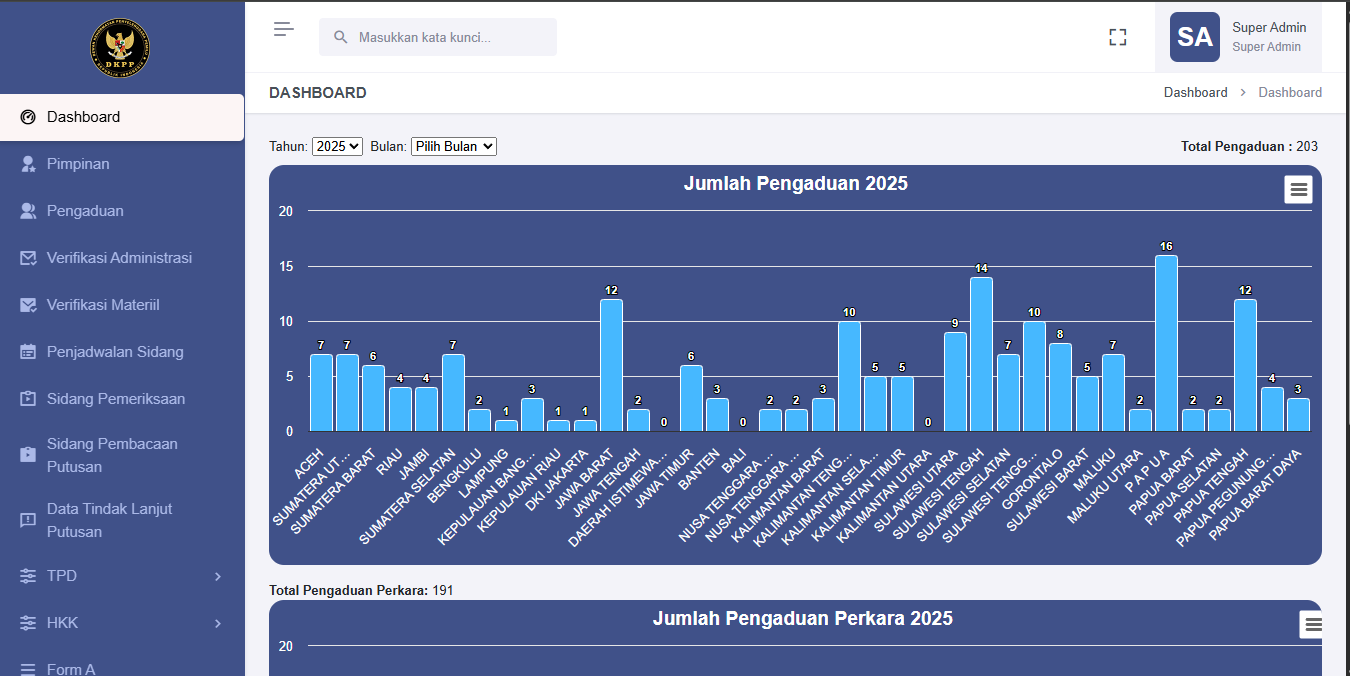 DKPP
Masukkan kata kunci...
SA
Super Admin
Super Admin
Dashboard
Pimpinan
Pengaduan
Verifikasi Administrasi
Verifikasi Materiil
Penjadwalan Sidang
Sidang Pemeriksaan
Sidang Pembacaan
Putusan
Data Tindak Lanjut
Putusan
TPD
HKK
Form A
DASHBOARD
Dashboard > Dashboard
Tahun: 2025 Bulan: Pilih Bulan
Total Pengaduan : 203
Jumlah Pengaduan 2025
20
15
10
5
0
7 7 6 4 4 7 2 1 3 1 1 12 2 0 6 3 0 2 2 3 10 5 5 0 9 14 7 10 8 5 7 2 16 2 2 12 4 3
ACEH
SUMATERA UT...
SUMATERA BARAT
RIAU
JAMBI
SUMATERA SELATAN
BENGKULU
LAMPUNG
KEPULAUAN BANG...
KEPULAUAN RIAU
DKI JAKARTA
JAWA BARAT
JAWA TENGAH
DAERAH ISTIMEWA...
JAWA TIMUR
BANTEN
BALI
NUSA TENGGARA ...
NUSA TENGGARA ...
KALIMANTAN BARAT
KALIMANTAN TENG...
KALIMANTAN SELA...
KALIMANTAN TIMUR
KALIMANTAN UTARA
SULAWESI UTARA
SULAWESI TENGAH
SULAWESI SELATAN
SULAWESI TENGG...
GORONTALO
SULAWESI BARAT
MALUKU
MALUKU UTARA
P A P U A
PAPUA BARAT
PAPUA SELATAN
PAPUA TENGAH
PAPUA PEGUNUNG...
PAPUA BARAT DAYA
Total Pengaduan Perkara: 191
Jumlah Pengaduan Perkara 2025
20